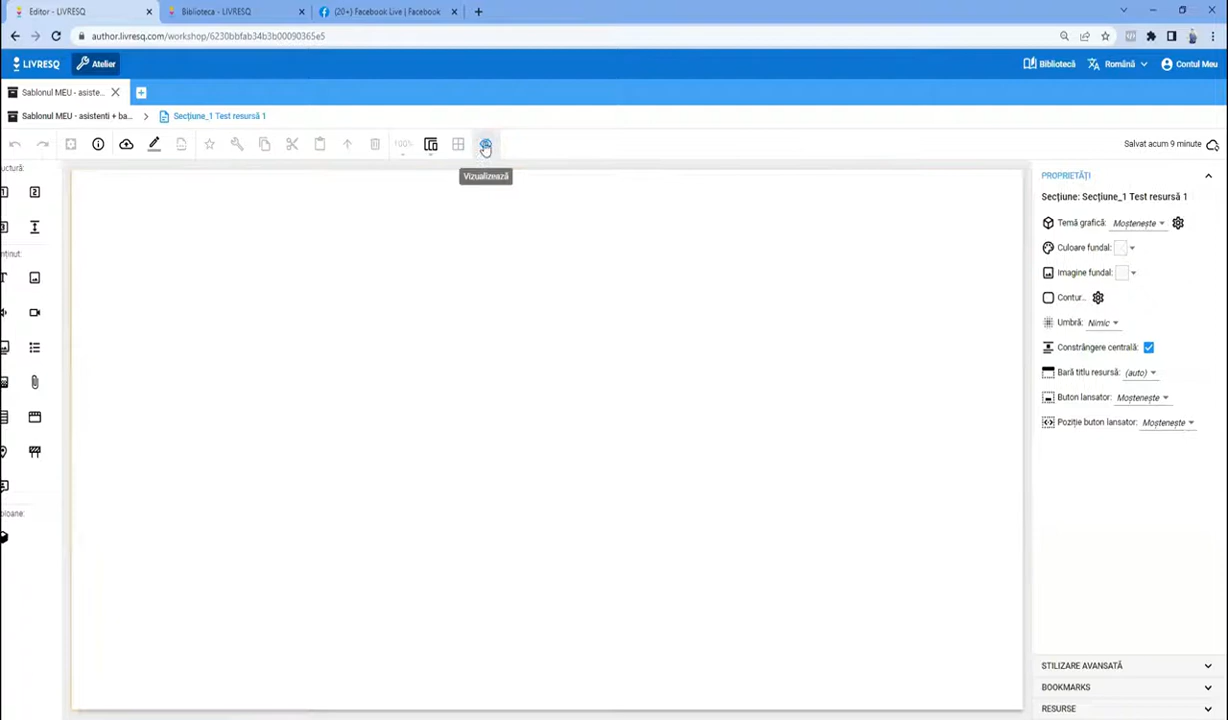 Editor - LIVRESQ
Biblioteca - LIVRESQ
(20+) Facebook Live | Facebook
author.livresq.com/workshop/6230bbfab34b3b00090365e5
LIVRESQ
Atelier
Bibliotecă
Română
Contul Meu
Sablonul MEU - asiste...
Sablonul MEU - asistenti + ba...
Secțiune_1 Test resursă 1
100%
Salvat acum 9 minute
Vizualizează
PROPRIETĂȚI
Secțiune: Secțiune_1 Test resursă 1
Temă grafică: Moștenește
Culoare fundal:
Imagine fundal:
Contur..
Umbră: Nimic
Constrângere centrală:
Bară titlu resursă: (auto)
Buton lansator: Moștenește
Poziție buton lansator: Moștenește
STILIZARE AVANSATĂ
BOOKMARKS
RESURSE